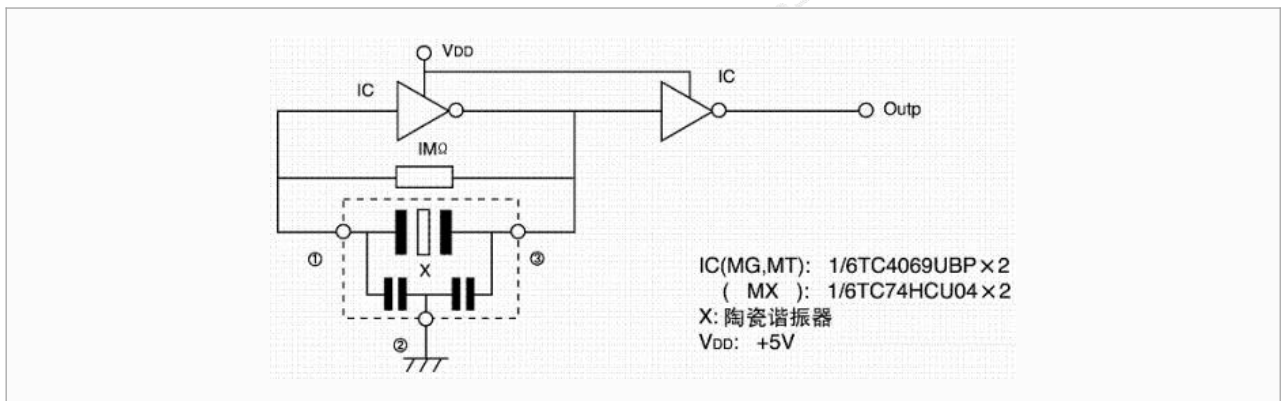 VDD
IC
IC
Outp
IMΩ
①
X
③
②
IC(MG,MT): 1/6TC4069UBP×2
( MX ): 1/6TC74HCU04×2
X: 陶瓷谐振器
VDD: +5V